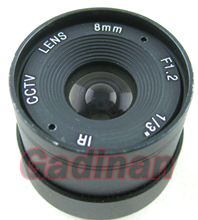 CCTV LENS 8mm F1.2 1/3" IR
Gadinan